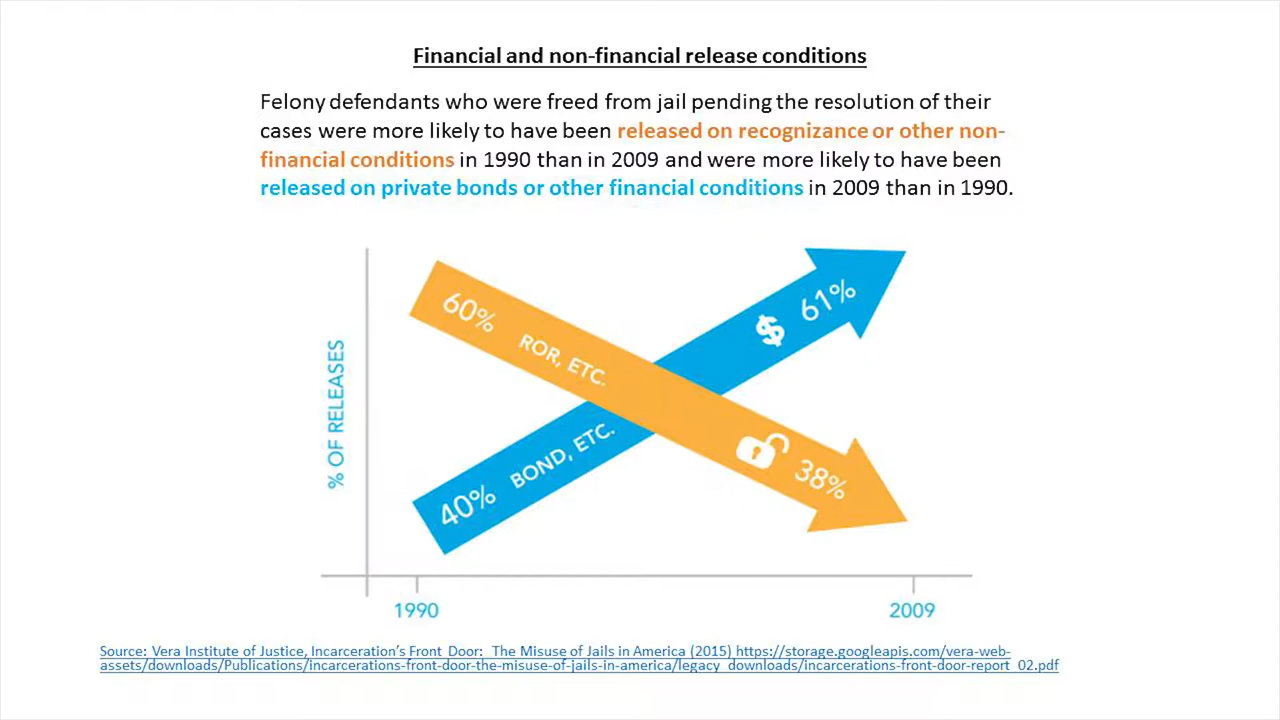 Financial and non-financial release conditions
Felony defendants who were freed from jail pending the resolution of their
cases were more likely to have been released on recognizance or other non-
financial conditions in 1990 than in 2009 and were more likely to have been
released on private bonds or other financial conditions in 2009 than in 1990.
% OF RELEASES
60% ROR, ETC.
38%
40% BOND, ETC.
$ 61%
1990
2009
Source: Vera Institute of Justice, Incarceration's Front Door: The Misuse of Jails in America (2015) https://storage.googleapis.com/vera-web-
assets/downloads/Publications/incarcerations-front-door-the-misuse-of-jails-in-america/legacy_downloads/incarcerations-front-door-report_02.pdf